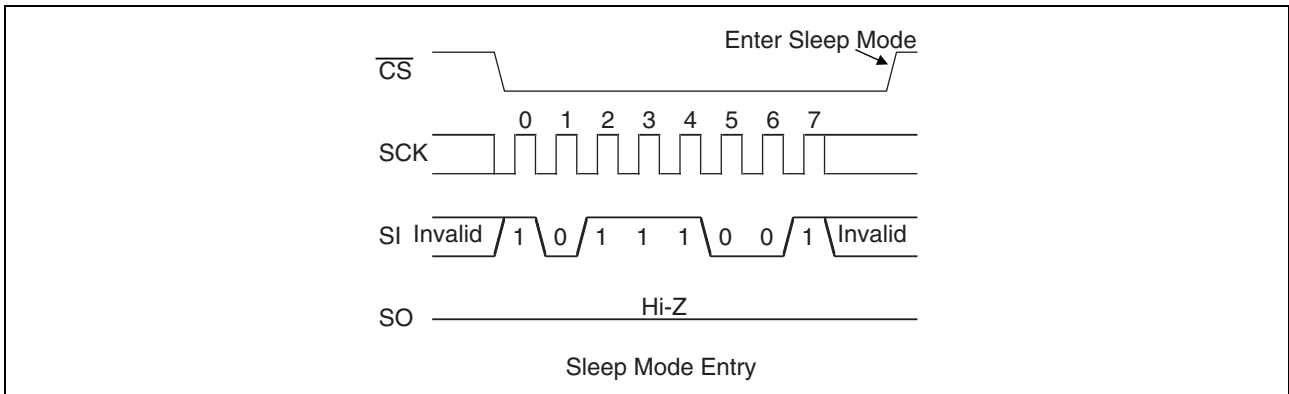 Enter Sleep Mode
CS
0 1 2 3 4 5 6 7
SCK
SI Invalid 1 0 1 1 1 0 0 1 Invalid
Hi-Z
SO
Sleep Mode Entry